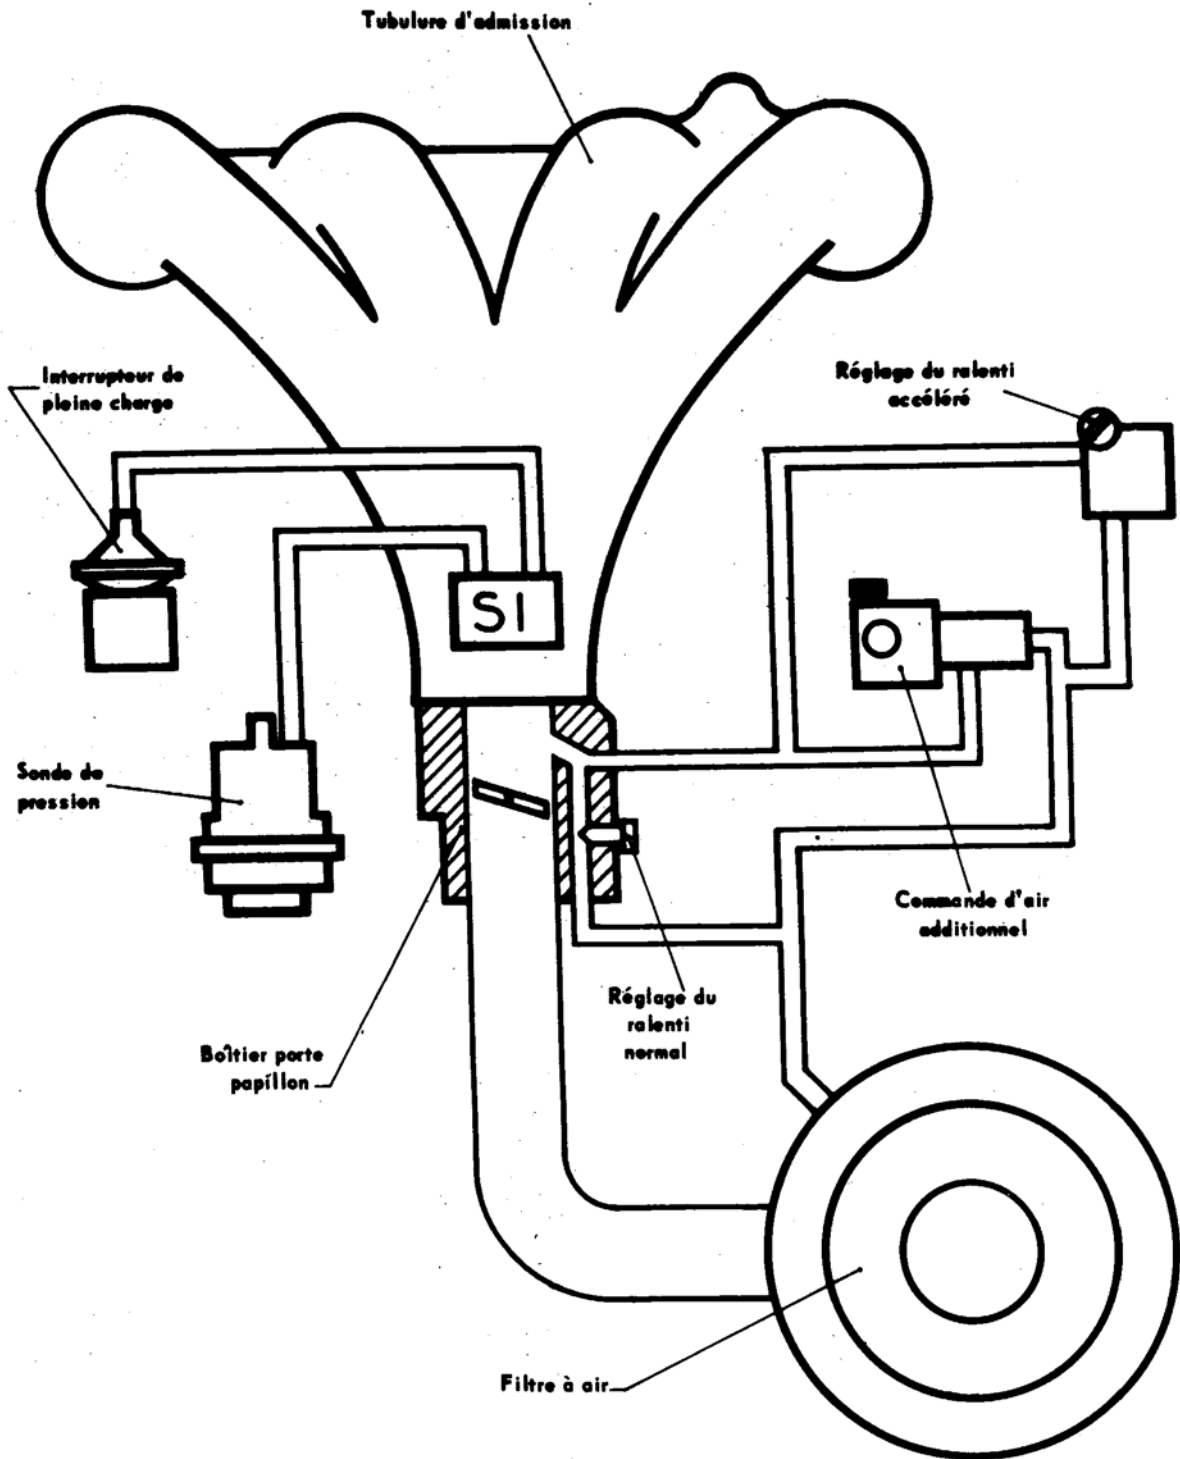 Tubulure d'admission
Interrupteur de
pleine charge
Réglage du ralenti
accéléré
SI
Sonde de
pression
Commande d'air
additionnel
Réglage du
ralenti
normal
Boîtier porte
papillon
Filtre à air